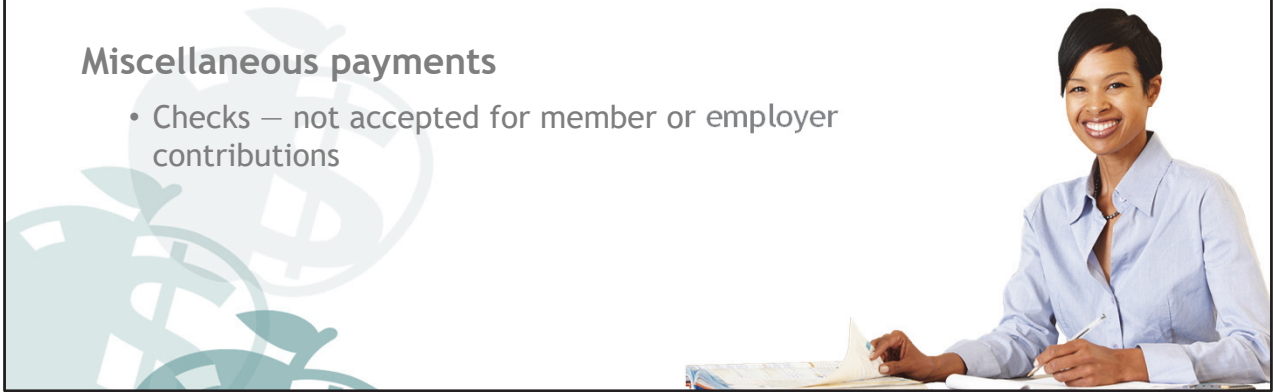 Miscellaneous payments
• Checks — not accepted for member or employer
contributions